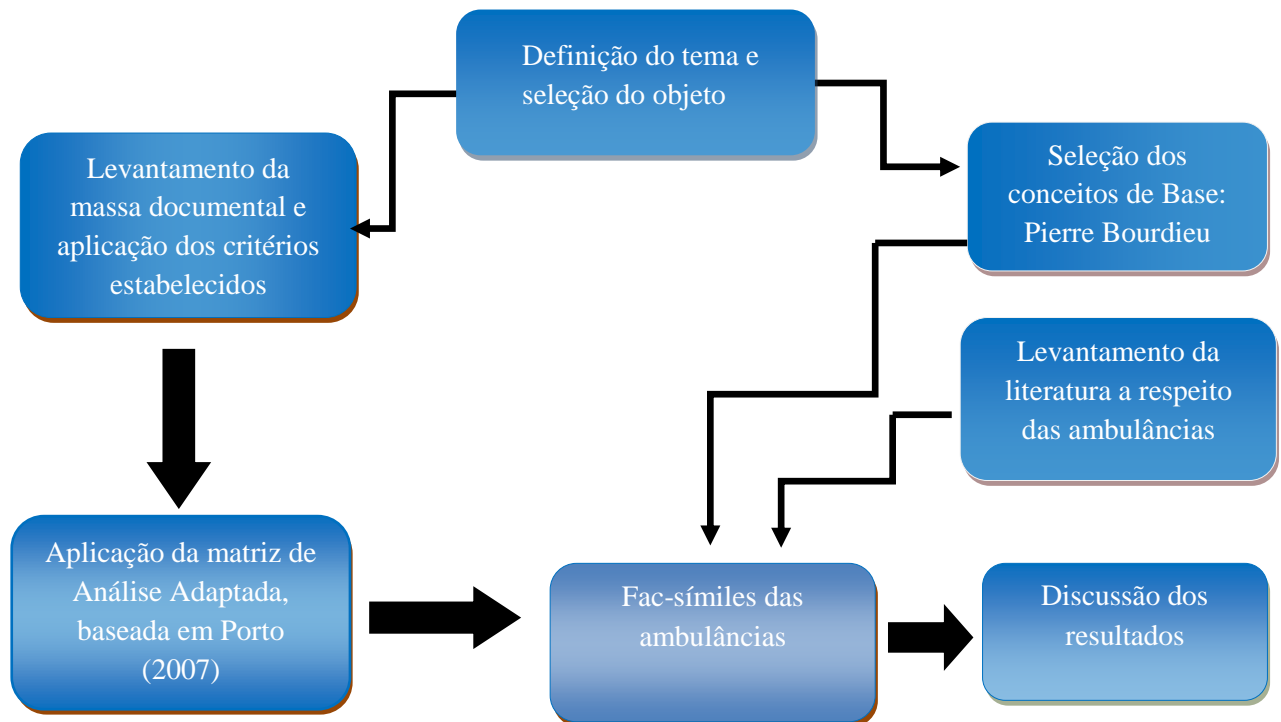 Definição do tema e
seleção do objeto
Levantamento da
massa documental e
aplicação dos critérios
estabelecidos
Seleção dos
conceitos de Base:
Pierre Bourdieu
Levantamento da
literatura a respeito
das ambulâncias
Aplicação da matriz de
Análise Adaptada,
baseada em Porto
(2007)
Fac-símiles das
ambulâncias
Discussão dos
resultados